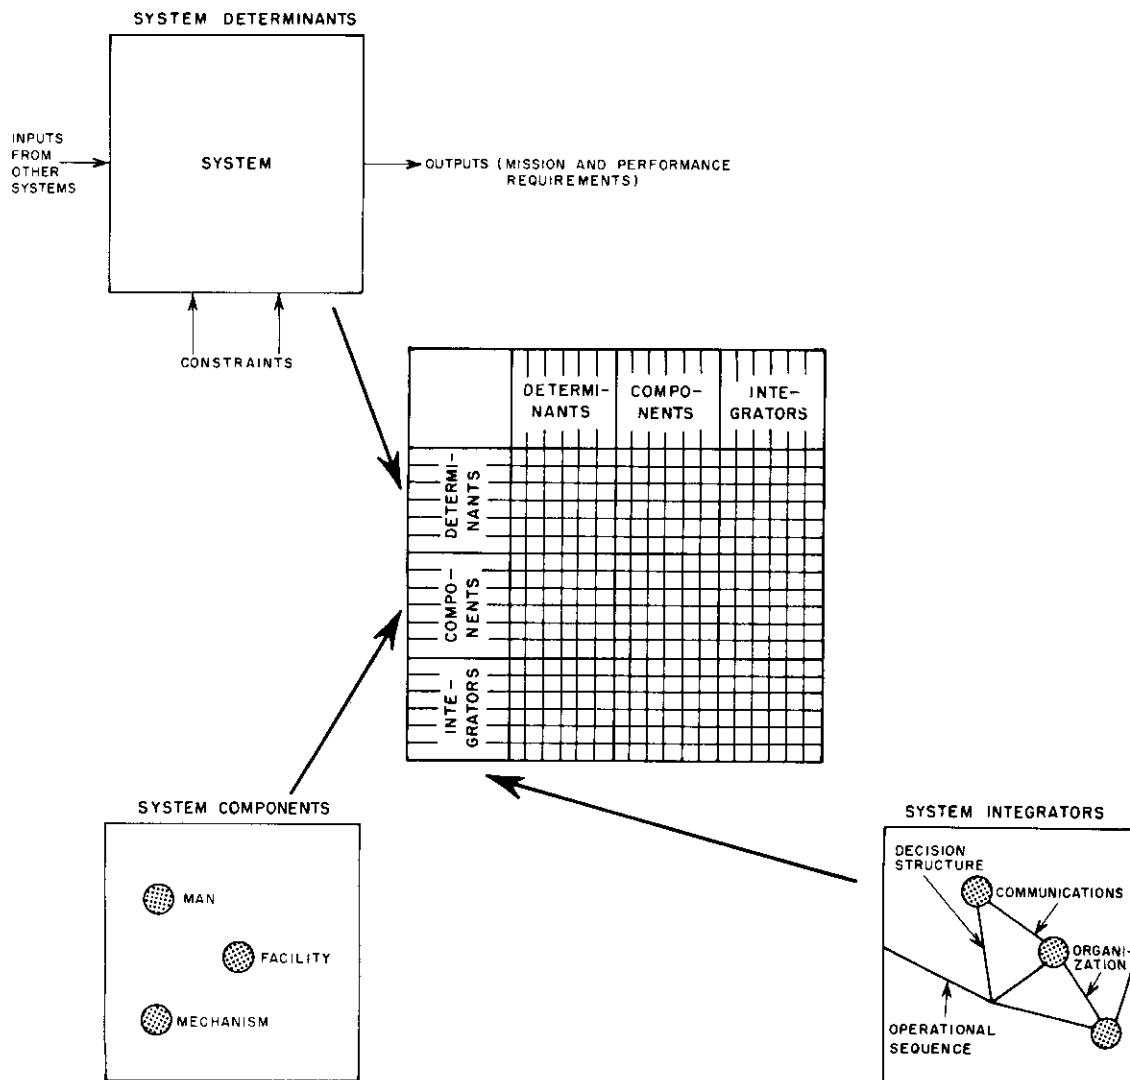 SYSTEM DETERMINANTS
INPUTS
FROM
OTHER
SYSTEMS
SYSTEM
OUTPUTS (MISSION AND PERFORMANCE
REQUIREMENTS)
CONSTRAINTS
DETERMI-
NANTS
COMPO-
NENTS
INTE-
GRATORS
DETERMI-
NANTS
COMPO-
NENTS
INTE-
GRATORS
SYSTEM COMPONENTS
MAN
FACILITY
MECHANISM
SYSTEM INTEGRATORS
DECISION
STRUCTURE
COMMUNICATIONS
ORGANI-
ZATION
OPERATIONAL
SEQUENCE